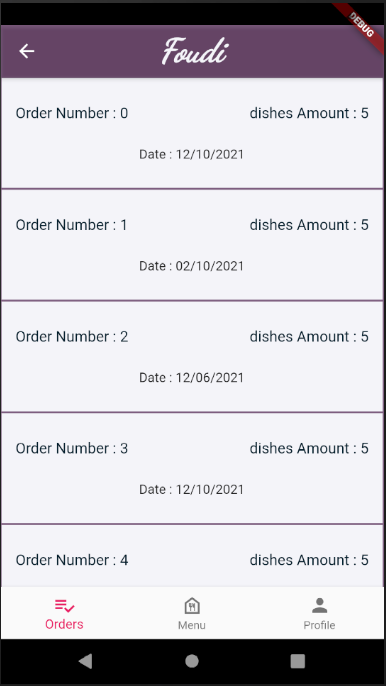 DEBUG
Foudi
Order Number : 0 dishes Amount : 5
Date : 12/10/2021
Order Number : 1 dishes Amount : 5
Date : 02/10/2021
Order Number : 2 dishes Amount : 5
Date : 12/06/2021
Order Number : 3 dishes Amount : 5
Date : 12/10/2021
Order Number : 4 dishes Amount : 5
Orders Menu Profile